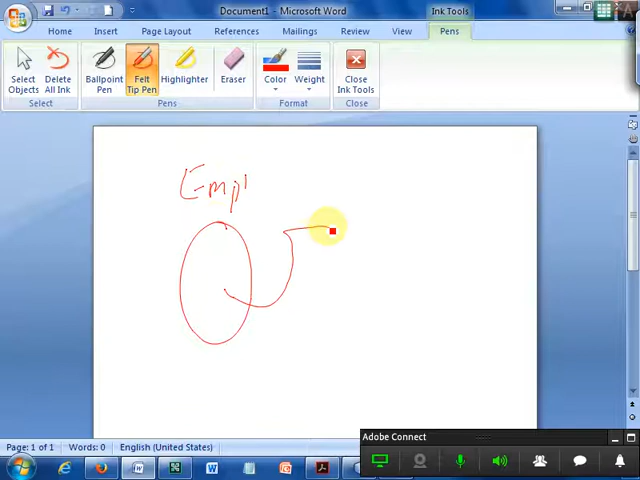 Document1 - Microsoft Word
Ink Tools
Home
Insert
Page Layout
References
Mailings
Review
View
Pens
Select Objects
Delete All Ink
Ballpoint Pen
Felt Tip Pen
Highlighter
Eraser
Color
Weight
Close Ink Tools
Select
Pens
Format
Close
Emp
Page: 1 of 1
Words: 0
English (United States)
Adobe Connect